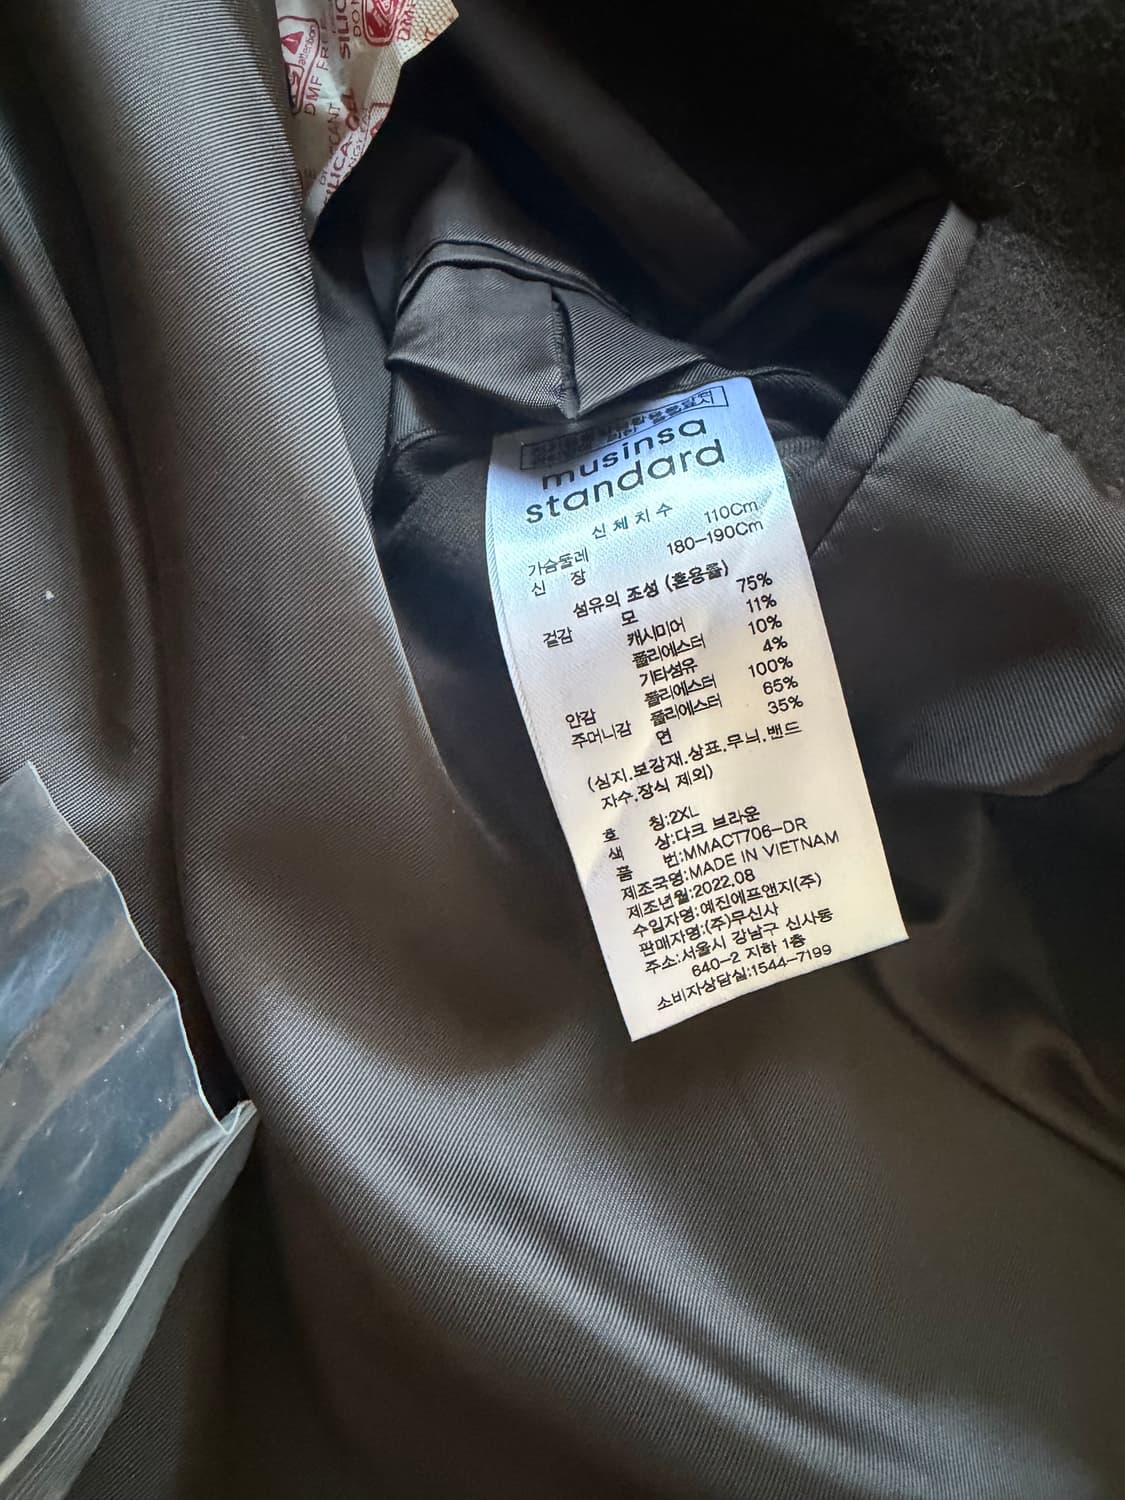 attention
DMF FREE
SILICA GEL
musinsa
standard
신체치수
가슴둘레 110Cm
신 장 180-190Cm
섬유의 조성 (혼용율)
겉감 모 75%
캐시미어 11%
폴리에스터 10%
기타섬유 4%
안감 폴리에스터 100%
주머니감 폴리에스터 65%
면 35%
(심지.보강재.상표.무늬.밴드
자수.장식 제외)
호 칭:2XL
색 상:다크 브라운
품 번:MMACT706-DR
제조국명:MADE IN VIETNAM
제조년월:2022.08
수입자명:예진에프앤지(주)
판매자명:(주)무신사
주소:서울시 강남구 신사동
640-2 지하 1층
소비자상담실:1544-7199